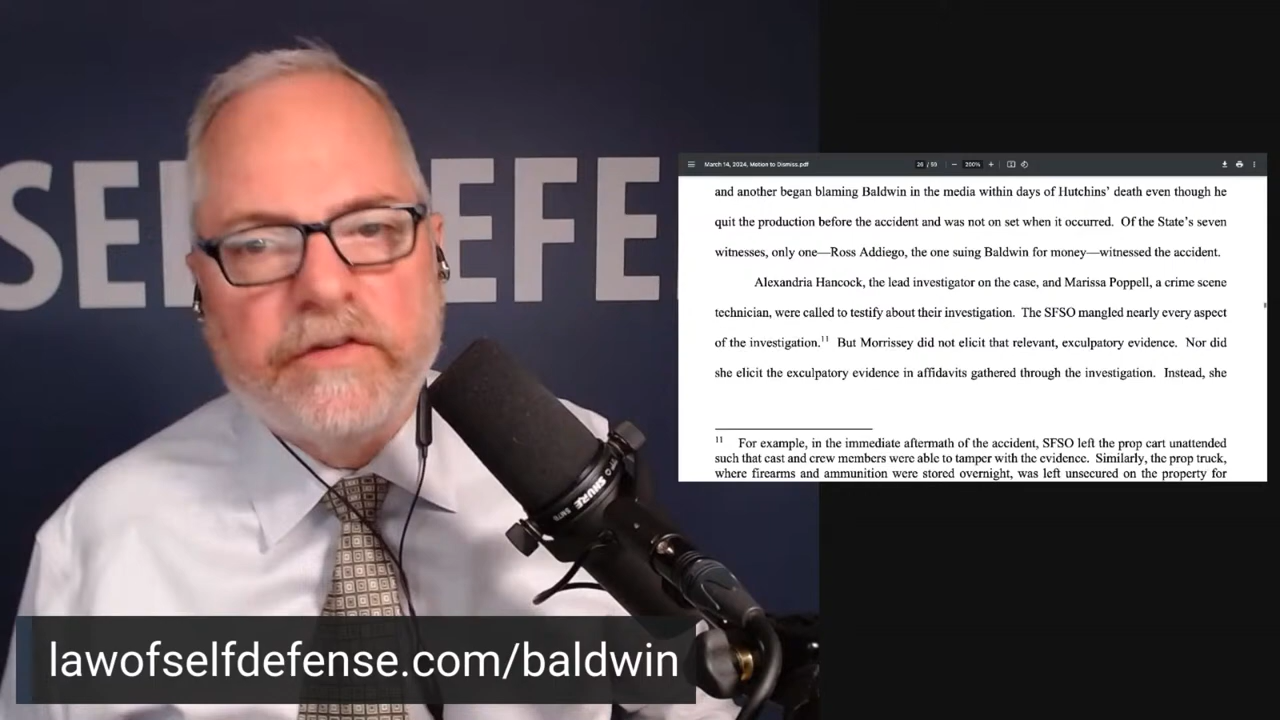 SELF DEFE
SHURE
SM7B
lawofselfdefense.com/baldwin
March 14, 2024, Motion to Dismiss.pdf
26 / 59
200%
and another began blaming Baldwin in the media within days of Hutchins' death even though he
quit the production before the accident and was not on set when it occurred. Of the State's seven
witnesses, only one—Ross Addiego, the one suing Baldwin for money—witnessed the accident.
Alexandria Hancock, the lead investigator on the case, and Marissa Poppell, a crime scene
technician, were called to testify about their investigation. The SFSO mangled nearly every aspect
of the investigation.11 But Morrissey did not elicit that relevant, exculpatory evidence. Nor did
she elicit the exculpatory evidence in affidavits gathered through the investigation. Instead, she
11 For example, in the immediate aftermath of the accident, SFSO left the prop cart unattended
such that cast and crew members were able to tamper with the evidence. Similarly, the prop truck,
where firearms and ammunition were stored overnight, was left unsecured on the property for